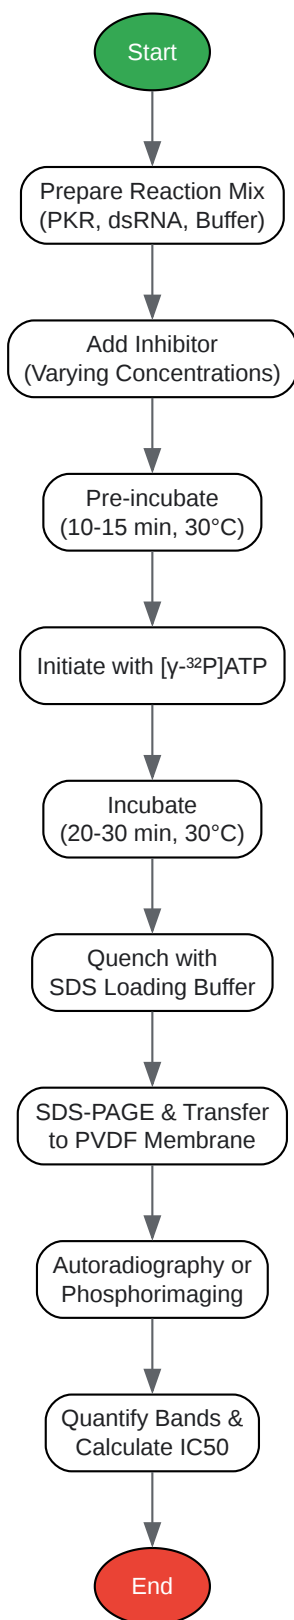 Start
Prepare Reaction Mix
(PKR, dsRNA, Buffer)
Add Inhibitor
(Varying Concentrations)
Pre-incubate
(10-15 min, 30°C)
Initiate with [γ-³²P]ATP
Incubate
(20-30 min, 30°C)
Quench with
SDS Loading Buffer
SDS-PAGE & Transfer
to PVDF Membrane
Autoradiography or
Phosphorimaging
Quantify Bands &
Calculate IC50
End